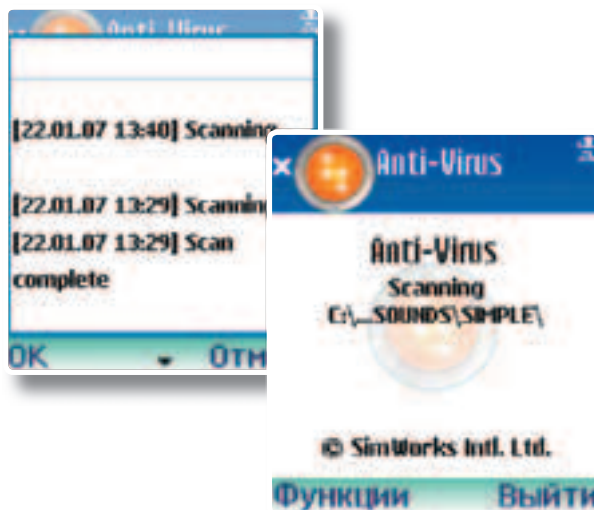 Anti-Virus
[22.01.07 13:40] Scanning
[22.01.07 13:29] Scanning
[22.01.07 13:29] Scan
complete
OK Отм
Anti-Virus
Anti-Virus
Scanning
C:\...SOUNDS\SIMPLE\
© SimWorks Intl. Ltd.
Функции Выйти